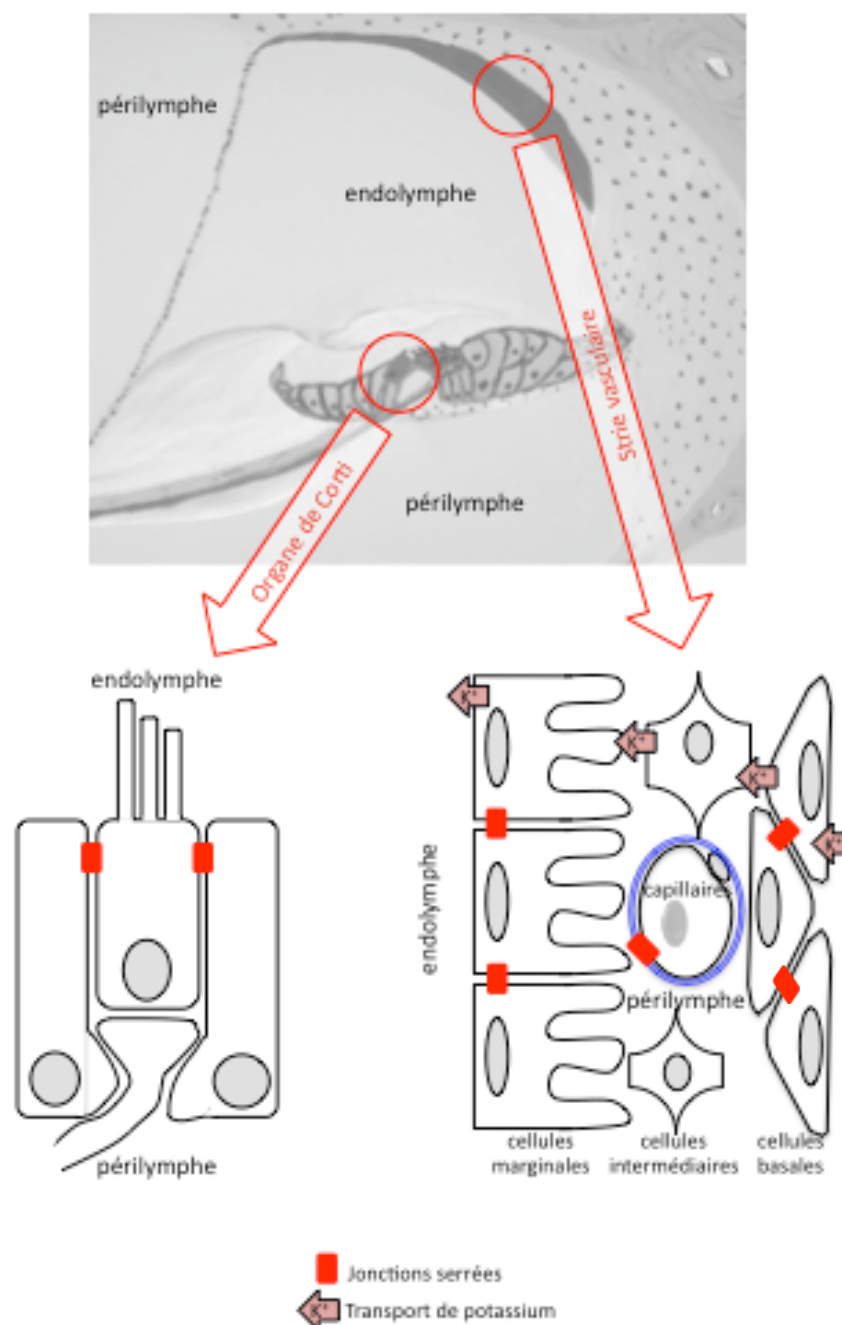 périlymphe
endolymphe
Strie vasculaire
périlymphe
Organe de Corti
endolymphe
K+
K+
K+
K+
endolymphe
capillaires
périlymphe
périlymphe
cellules
marginales
cellules
intermédiaires
cellules
basales
Jonctions serrées
K+
Transport de potassium